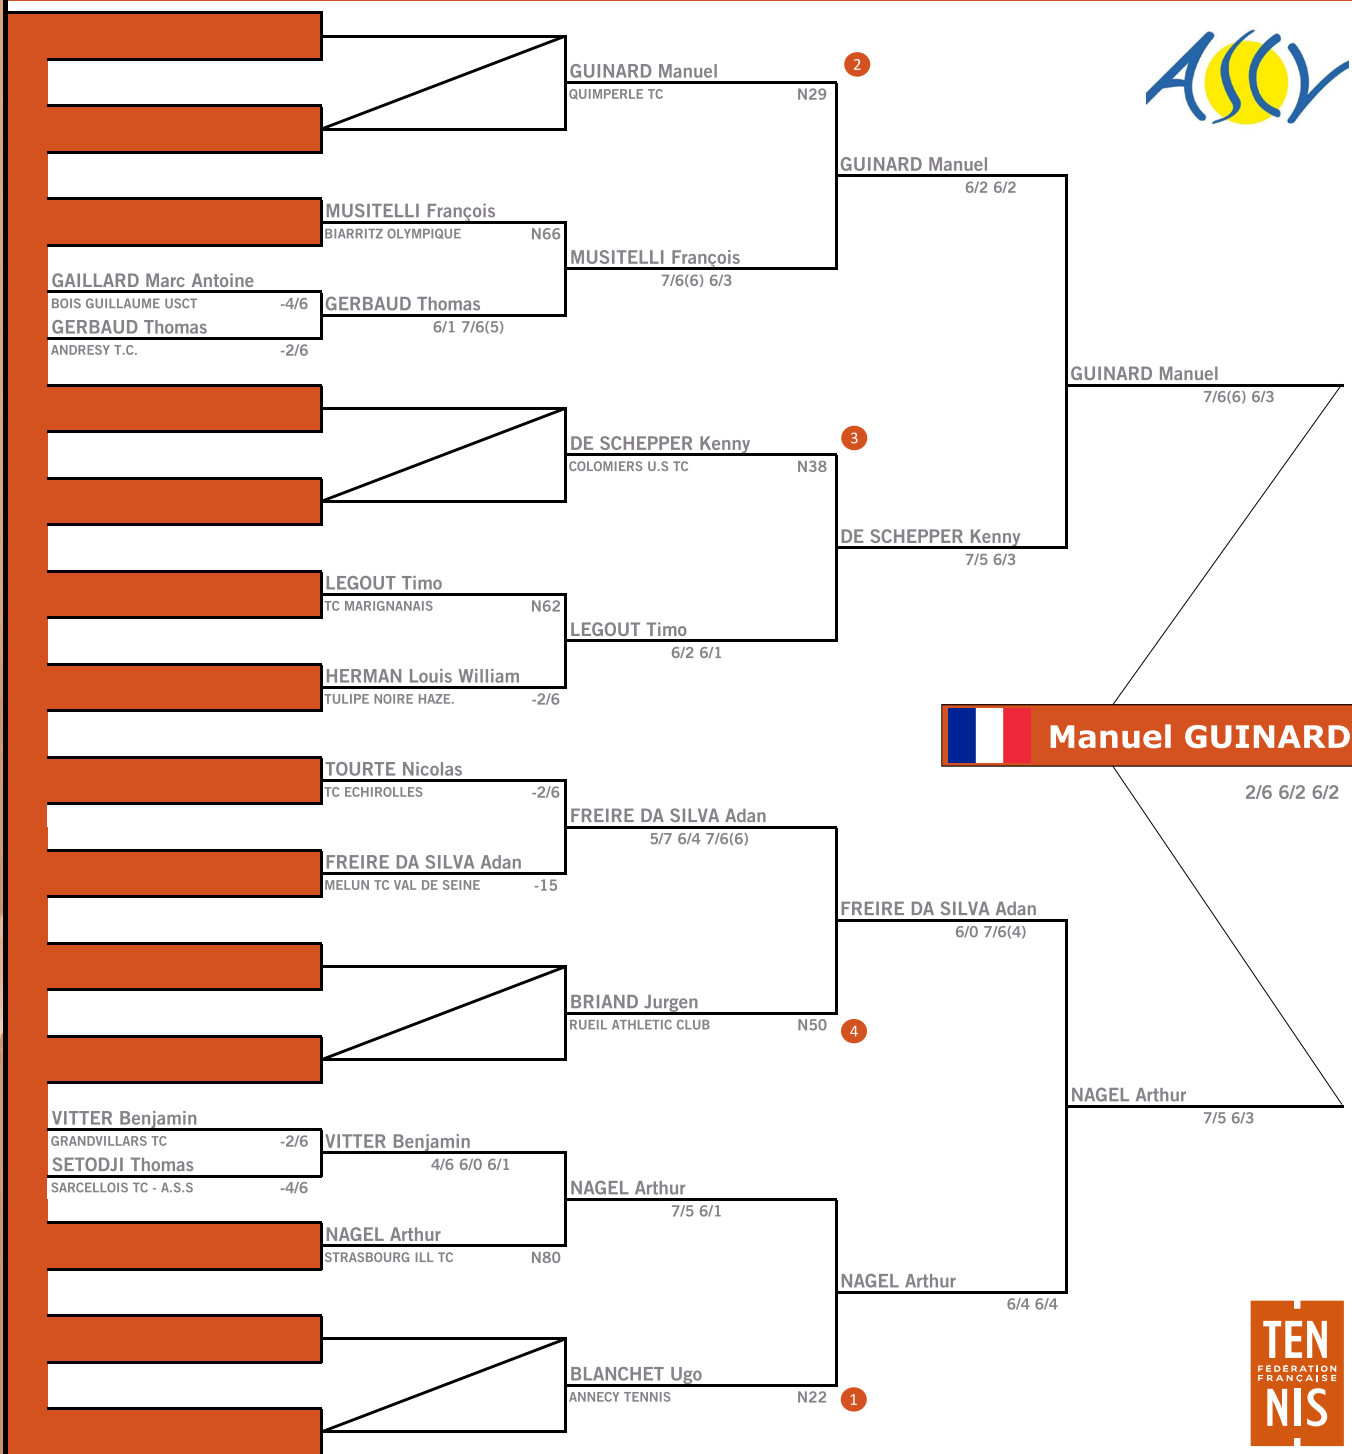 ASCV
GUINARD Manuel
QUIMPERLE TC N29
2
GUINARD Manuel
6/2 6/2
MUSITELLI François
BIARRITZ OLYMPIQUE N66
MUSITELLI François
7/6(6) 6/3
GAILLARD Marc Antoine
BOIS GUILLAUME USCT -4/6
GERBAUD Thomas
6/1 7/6(5)
GERBAUD Thomas
ANDRESY T.C. -2/6
GUINARD Manuel
7/6(6) 6/3
DE SCHEPPER Kenny
COLOMIERS U.S TC N38
3
DE SCHEPPER Kenny
7/5 6/3
LEGOUT Timo
TC MARIGNANAIS N62
LEGOUT Timo
6/2 6/1
HERMAN Louis William
TULIPE NOIRE HAZE. -2/6
Manuel GUINARD
2/6 6/2 6/2
TOURTE Nicolas
TC ECHIROLLES -2/6
FREIRE DA SILVA Adan
5/7 6/4 7/6(6)
FREIRE DA SILVA Adan
MELUN TC VAL DE SEINE -15
FREIRE DA SILVA Adan
6/0 7/6(4)
BRIAND Jurgen
RUEIL ATHLETIC CLUB N50
4
NAGEL Arthur
7/5 6/3
VITTER Benjamin
GRANDVILLARS TC -2/6
VITTER Benjamin
4/6 6/0 6/1
SETODJI Thomas
SARCELLOIS TC - A.S.S -4/6
NAGEL Arthur
7/5 6/1
NAGEL Arthur
STRASBOURG ILL TC N80
NAGEL Arthur
6/4 6/4
BLANCHET Ugo
ANNECY TENNIS N22
1
TEN
FÉDÉRATION
FRANÇAISE
NIS